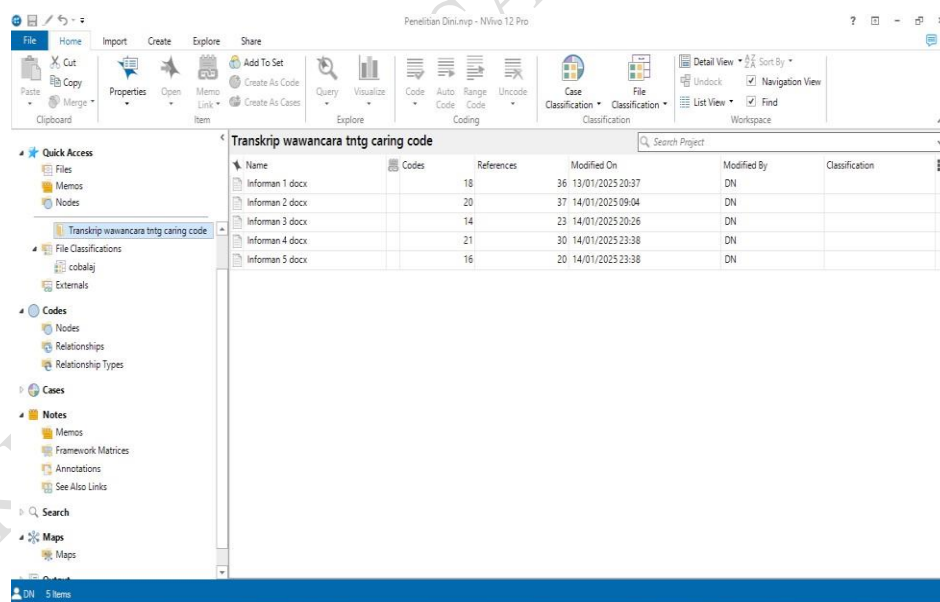 Penelitian Dini.nvp - NVivo 12 Pro
File Home Import Create Explore Share
Paste
Cut
Copy
Merge
Clipboard
Properties
Open
Memo Link
Item
Add To Set
Create As Code
Create As Cases
Query
Visualize
Explore
Code
Auto Code
Range Code
Uncode
Coding
Case Classification
File Classification
Classification
Detail View
Sort By
Undock
Navigation View
List View
Find
Workspace
Quick Access
Files
Memos
Nodes
Transkrip wawancara tntg caring code
File Classifications
cobalaj
Externals
Codes
Nodes
Relationships
Relationship Types
Cases
Notes
Memos
Framework Matrices
Annotations
See Also Links
Search
Maps
Maps
Output
Transkrip wawancara tntg caring code
Search Project
Name Codes References Modified On Modified By Classification
Informan 1 docx 18 36 13/01/2025 20:37 DN
Informan 2 docx 20 37 14/01/2025 09:04 DN
Informan 3 docx 14 23 14/01/2025 20:26 DN
Informan 4 docx 21 30 14/01/2025 23:38 DN
Informan 5 docx 16 20 14/01/2025 23:38 DN
DN 5 Items